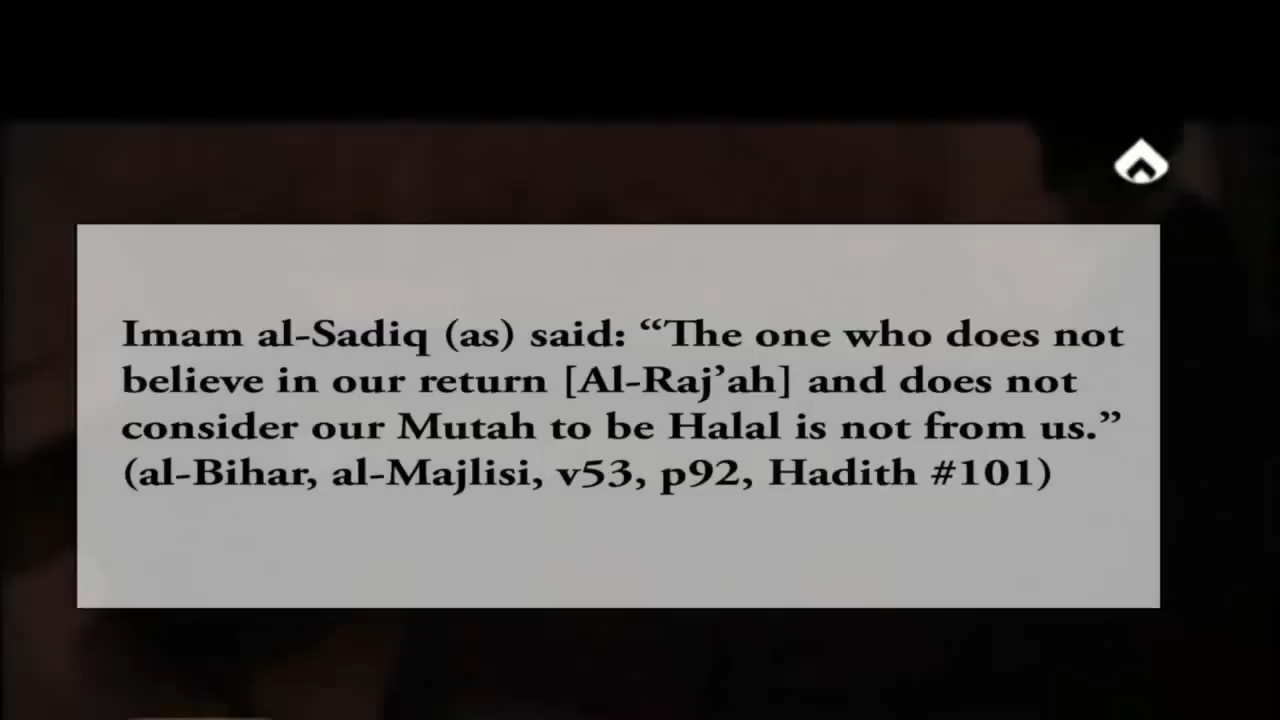 Imam al-Sadiq (as) said: “The one who does not
believe in our return [Al-Raj’ah] and does not
consider our Mutah to be Halal is not from us.”
(al-Bihar, al-Majlisi, v53, p92, Hadith #101)